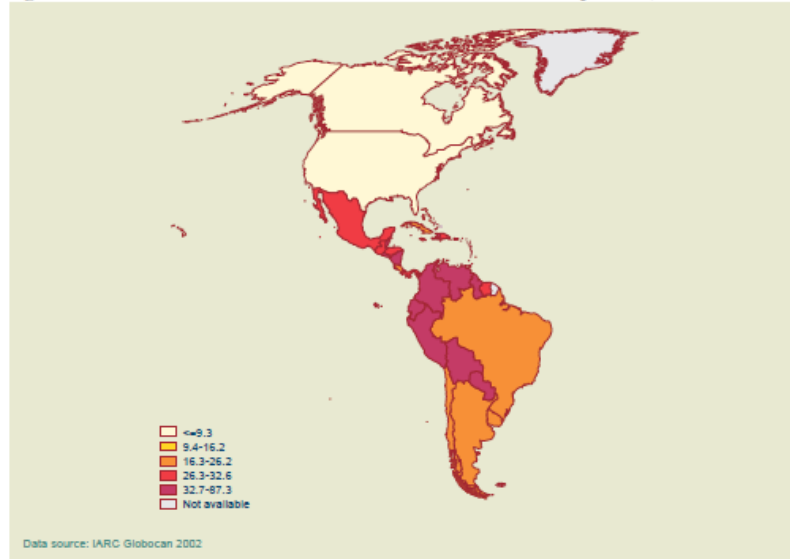 <=9.3
9.4-16.2
16.3-26.2
26.3-32.6
32.7-87.3
Not available
Data source: IARC Globocan 2002